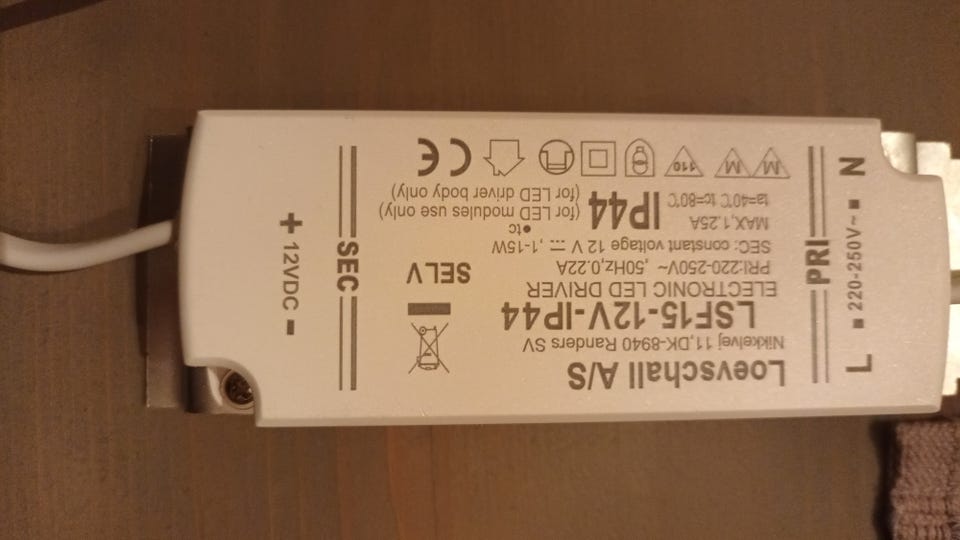 Loevschall A/S
Nikkelvej 11,DK-8940 Randers SV
LSF15-12V-IP44
ELECTRONIC LED DRIVER
PRI:220-250V~ ,50Hz,0.22A
SEC: constant voltage 12 V ⎓ ,1-15W
MAX,1.25A
ta=40℃ tc=80℃
IP44
(for LED modules use only)
(for LED driver body only)
•tc
SELV
M M 110
CE
PRI
L ■ 220-250V~ ■ N
SEC
+ 12VDC -